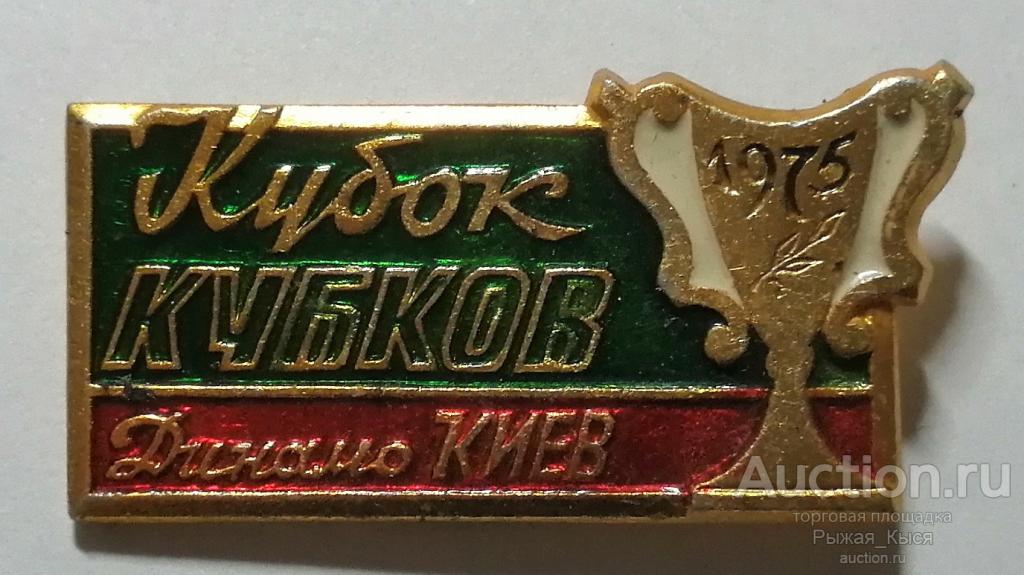 Кубок
КУБКОВ
1975
Динамо КИЕВ
Auction.ru
торговая площадка
Рыжая_Кыся
auction.ru